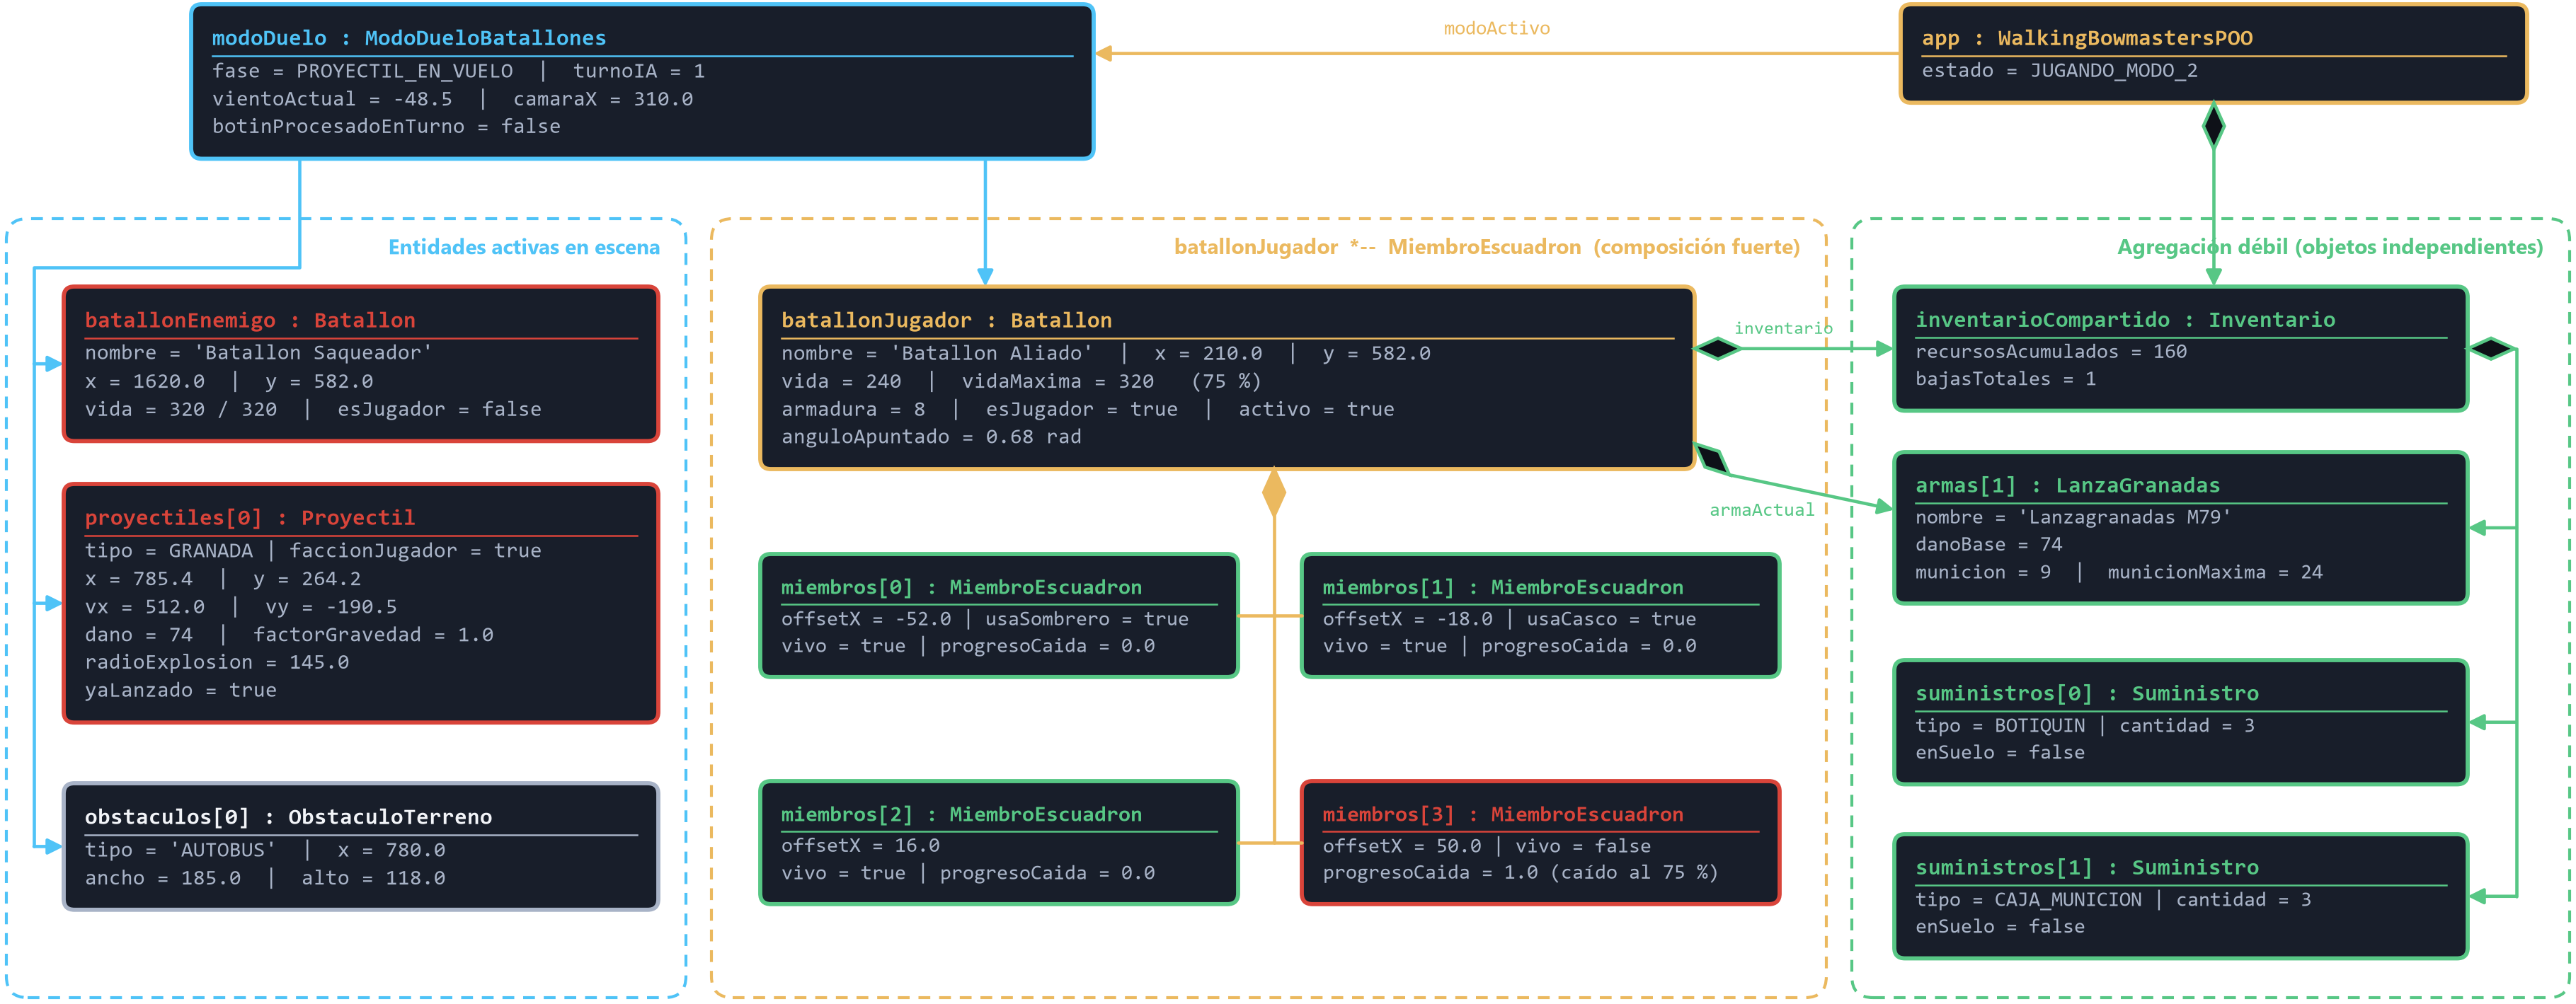 modoDuelo : ModoDueloBatallones
fase = PROYECTIL_EN_VUELO | turnoIA = 1
vientoActual = -48.5 | camaraX = 310.0
botinProcesadoEnTurno = false
modoActivo
app : WalkingBowmastersPOO
estado = JUGANDO_MODO_2
Entidades activas en escena
batallonEnemigo : Batallon
nombre = 'Batallon Saqueador'
x = 1620.0 | y = 582.0
vida = 320 / 320 | esJugador = false
proyectiles[0] : Proyectil
tipo = GRANADA | faccionJugador = true
x = 785.4 | y = 264.2
vx = 512.0 | vy = -190.5
dano = 74 | factorGravedad = 1.0
radioExplosion = 145.0
yaLanzado = true
obstaculos[0] : ObstaculoTerreno
tipo = 'AUTOBUS' | x = 780.0
ancho = 185.0 | alto = 118.0
batallonJugador *-- MiembroEscuadron (composición fuerte)
batallonJugador : Batallon
nombre = 'Batallon Aliado' | x = 210.0 | y = 582.0
vida = 240 | vidaMaxima = 320 (75 %)
armadura = 8 | esJugador = true | activo = true
anguloApuntado = 0.68 rad
inventario
armaActual
miembros[0] : MiembroEscuadron
offsetX = -52.0 | usaSombrero = true
vivo = true | progresoCaida = 0.0
miembros[1] : MiembroEscuadron
offsetX = -18.0 | usaCasco = true
vivo = true | progresoCaida = 0.0
miembros[2] : MiembroEscuadron
offsetX = 16.0
vivo = true | progresoCaida = 0.0
miembros[3] : MiembroEscuadron
offsetX = 50.0 | vivo = false
progresoCaida = 1.0 (caído al 75 %)
Agregación débil (objetos independientes)
inventarioCompartido : Inventario
recursosAcumulados = 160
bajasTotales = 1
armas[1] : LanzaGranadas
nombre = 'Lanzagranadas M79'
danoBase = 74
municion = 9 | municionMaxima = 24
suministros[0] : Suministro
tipo = BOTIQUIN | cantidad = 3
enSuelo = false
suministros[1] : Suministro
tipo = CAJA_MUNICION | cantidad = 3
enSuelo = false